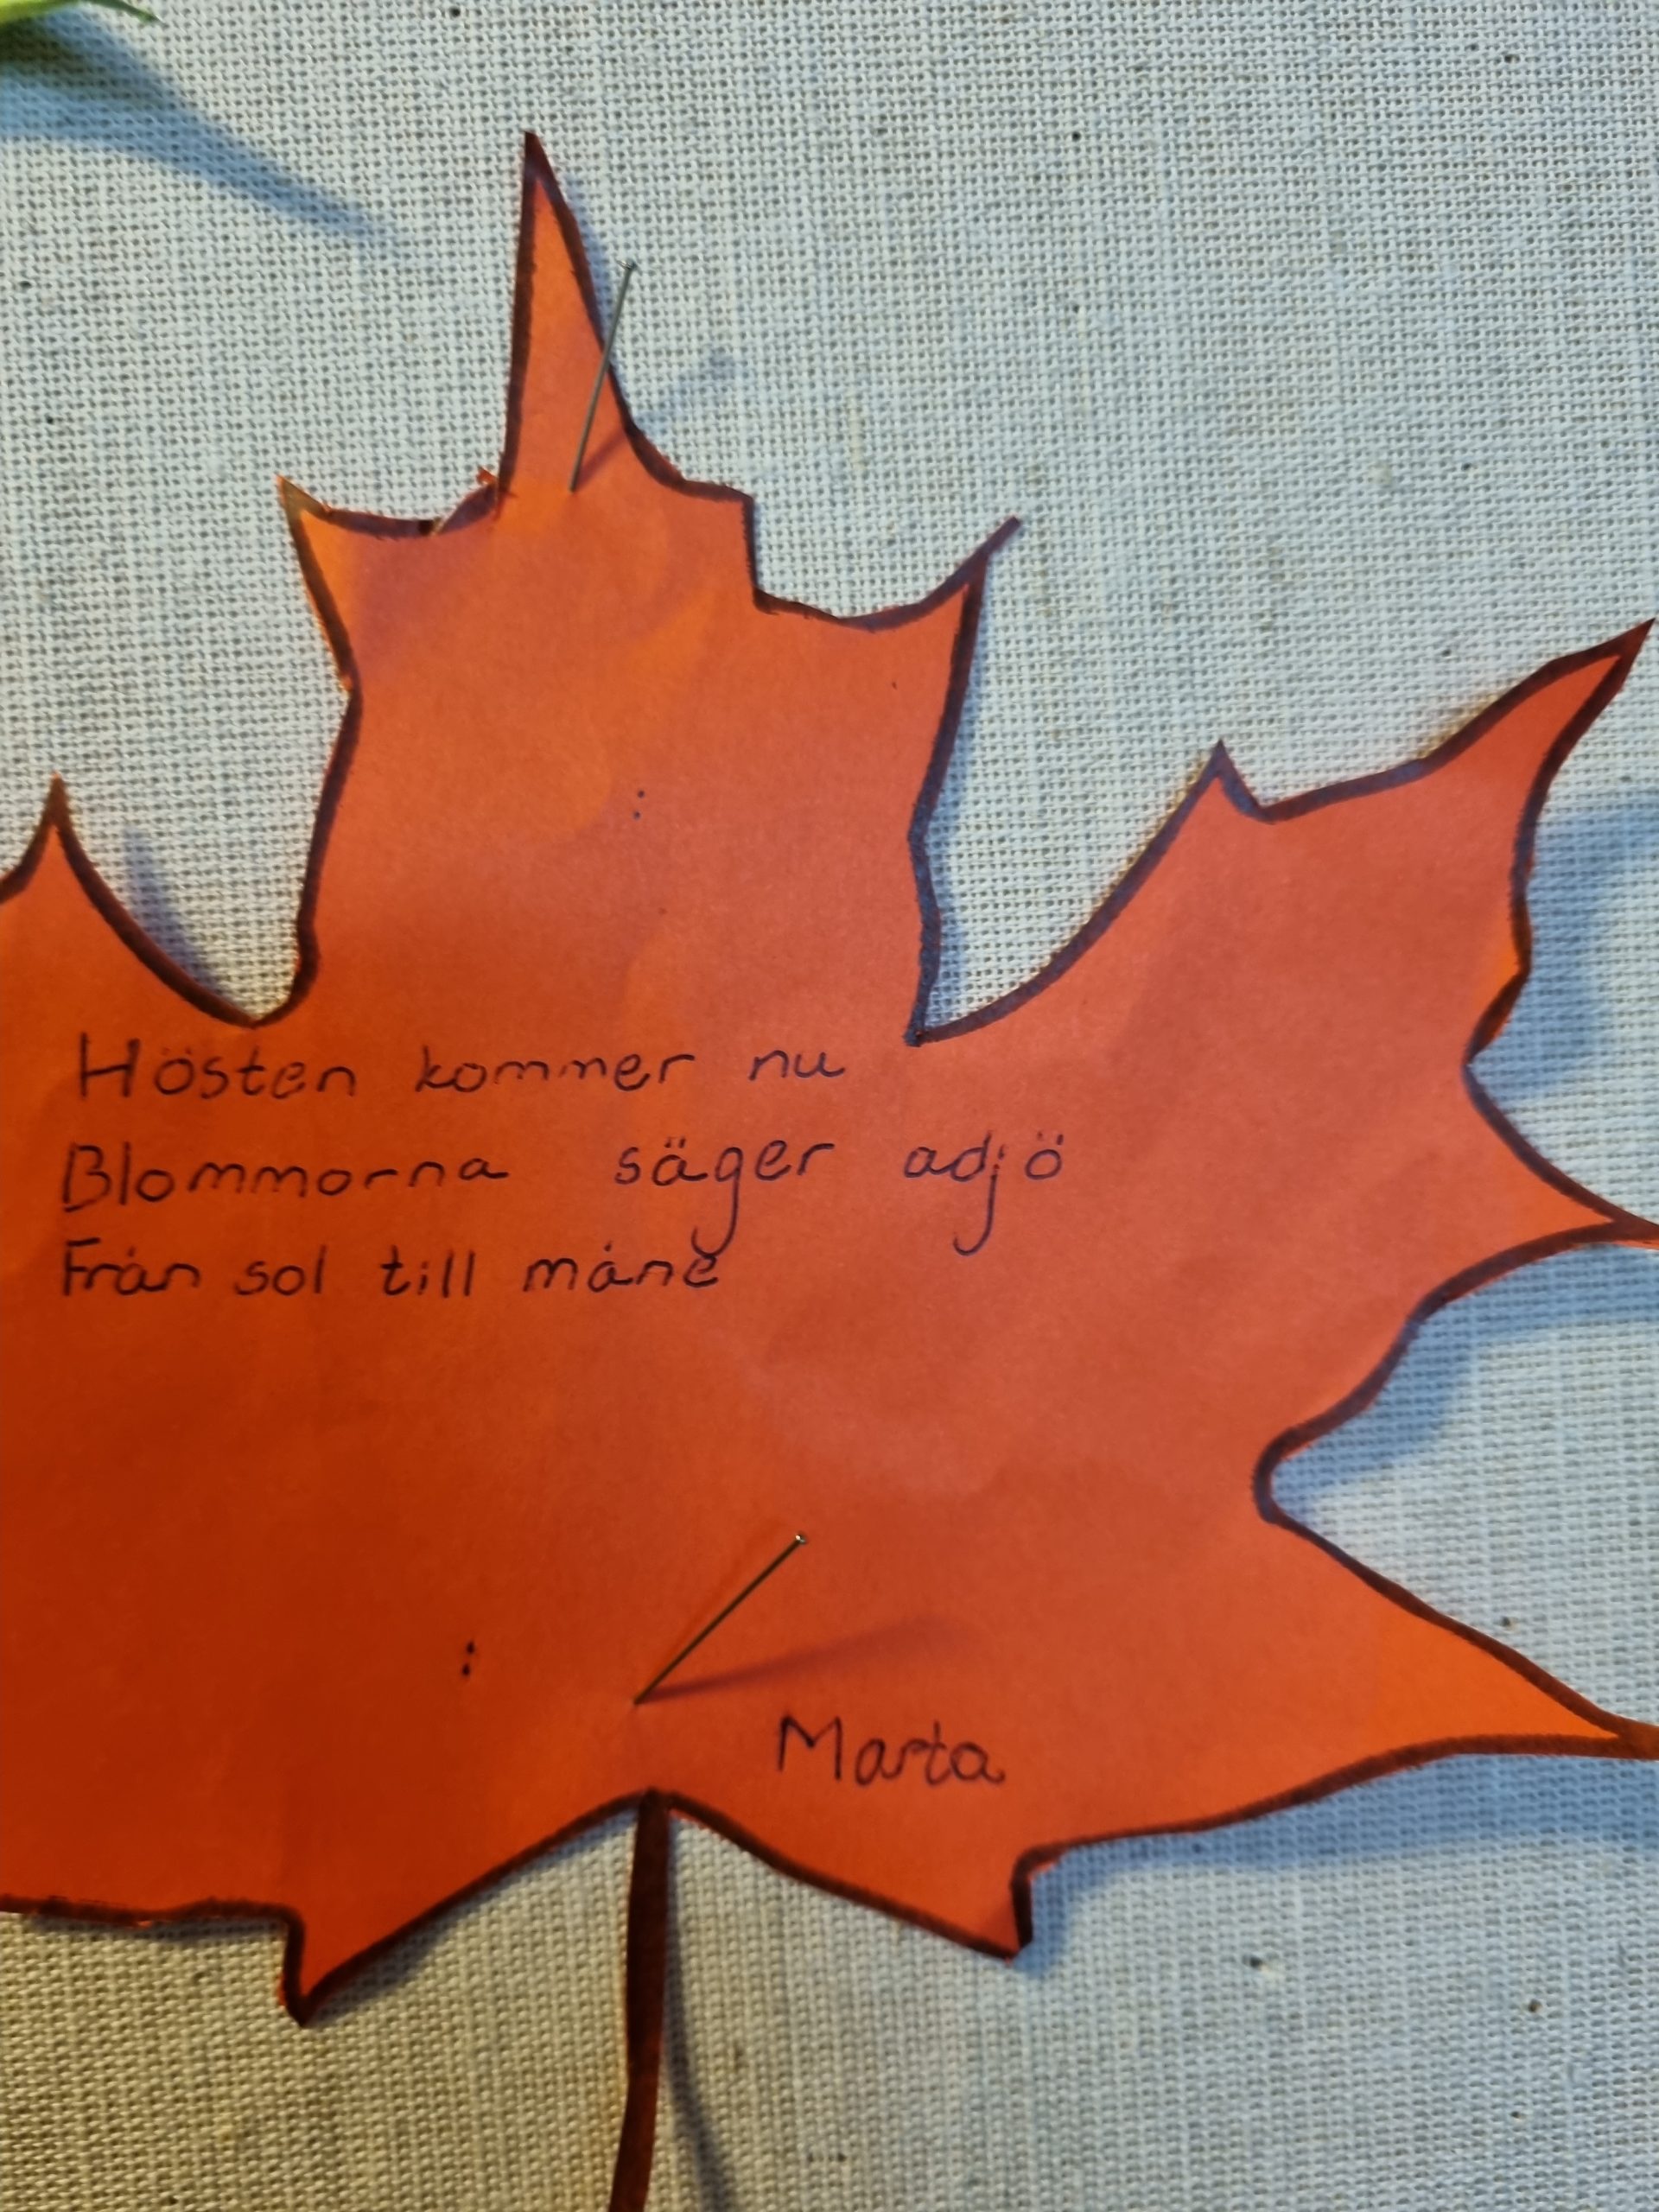 Hösten kommer nu
Blommorna säger adjö
Från sol till måne
Marta